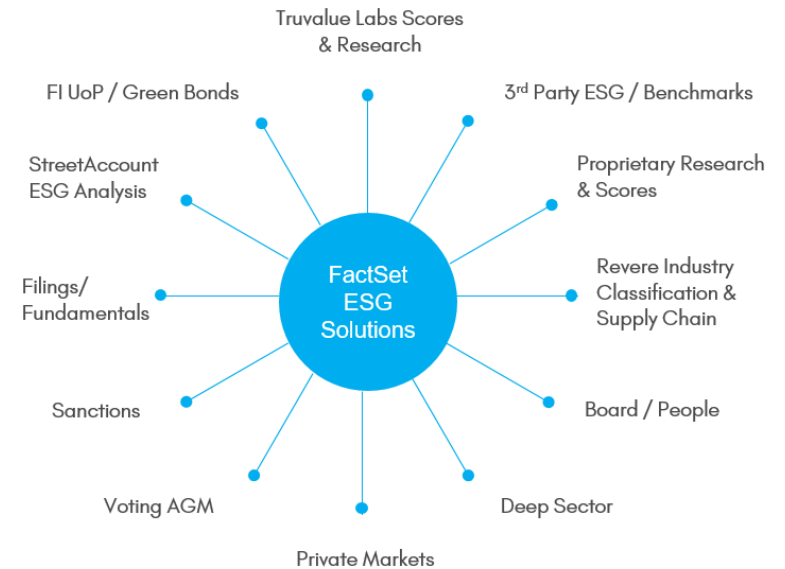 Truvalue Labs Scores
& Research
FI UoP / Green Bonds
3rd Party ESG / Benchmarks
StreetAccount
ESG Analysis
Proprietary Research
& Scores
FactSet
ESG
Solutions
Filings/
Fundamentals
Revere Industry
Classification &
Supply Chain
Sanctions
Board / People
Voting AGM
Deep Sector
Private Markets